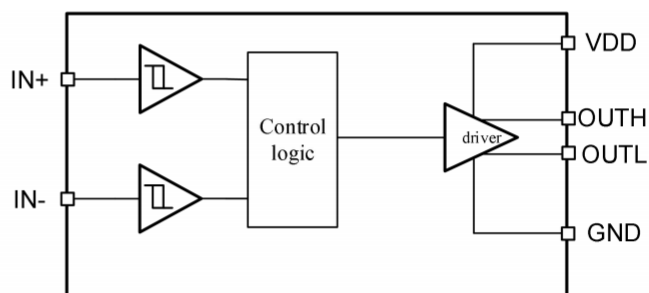 IN+
IN-
Control
logic
driver
VDD
OUTH
OUTL
GND